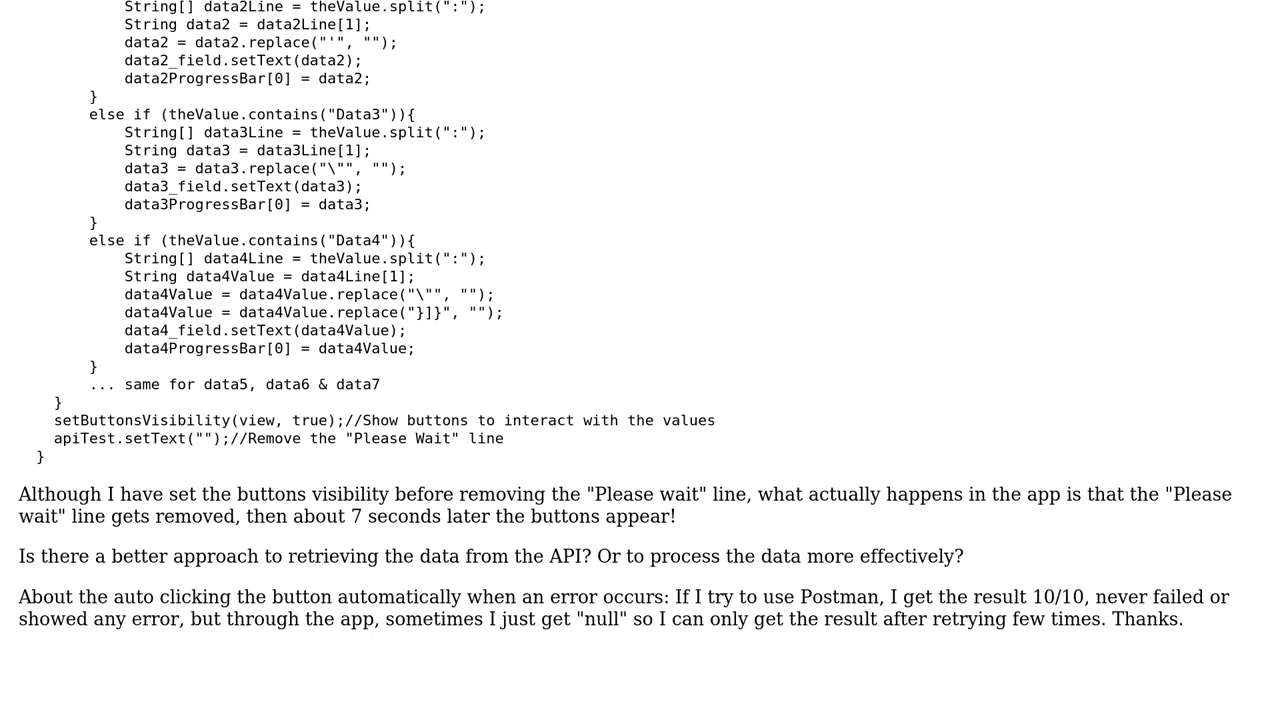 String[] data2Line = theValue.split(":");
String data2 = data2Line[1];
data2 = data2.replace("'", "");
data2_field.setText(data2);
data2ProgressBar[0] = data2;
}
else if (theValue.contains("Data3")){
String[] data3Line = theValue.split(":");
String data3 = data3Line[1];
data3 = data3.replace("\"", "");
data3_field.setText(data3);
data3ProgressBar[0] = data3;
}
else if (theValue.contains("Data4")){
String[] data4Line = theValue.split(":");
String data4Value = data4Line[1];
data4Value = data4Value.replace("\"", "");
data4Value = data4Value.replace("}]}", "");
data4_field.setText(data4Value);
data4ProgressBar[0] = data4Value;
}
... same for data5, data6 & data7
}
setButtonsVisibility(view, true);//Show buttons to interact with the values
apiTest.setText("");//Remove the "Please Wait" line
}
Although I have set the buttons visibility before removing the "Please wait" line, what actually happens in the app is that the "Please
wait" line gets removed, then about 7 seconds later the buttons appear!
Is there a better approach to retrieving the data from the API? Or to process the data more effectively?
About the auto clicking the button automatically when an error occurs: If I try to use Postman, I get the result 10/10, never failed or
showed any error, but through the app, sometimes I just get "null" so I can only get the result after retrying few times. Thanks.